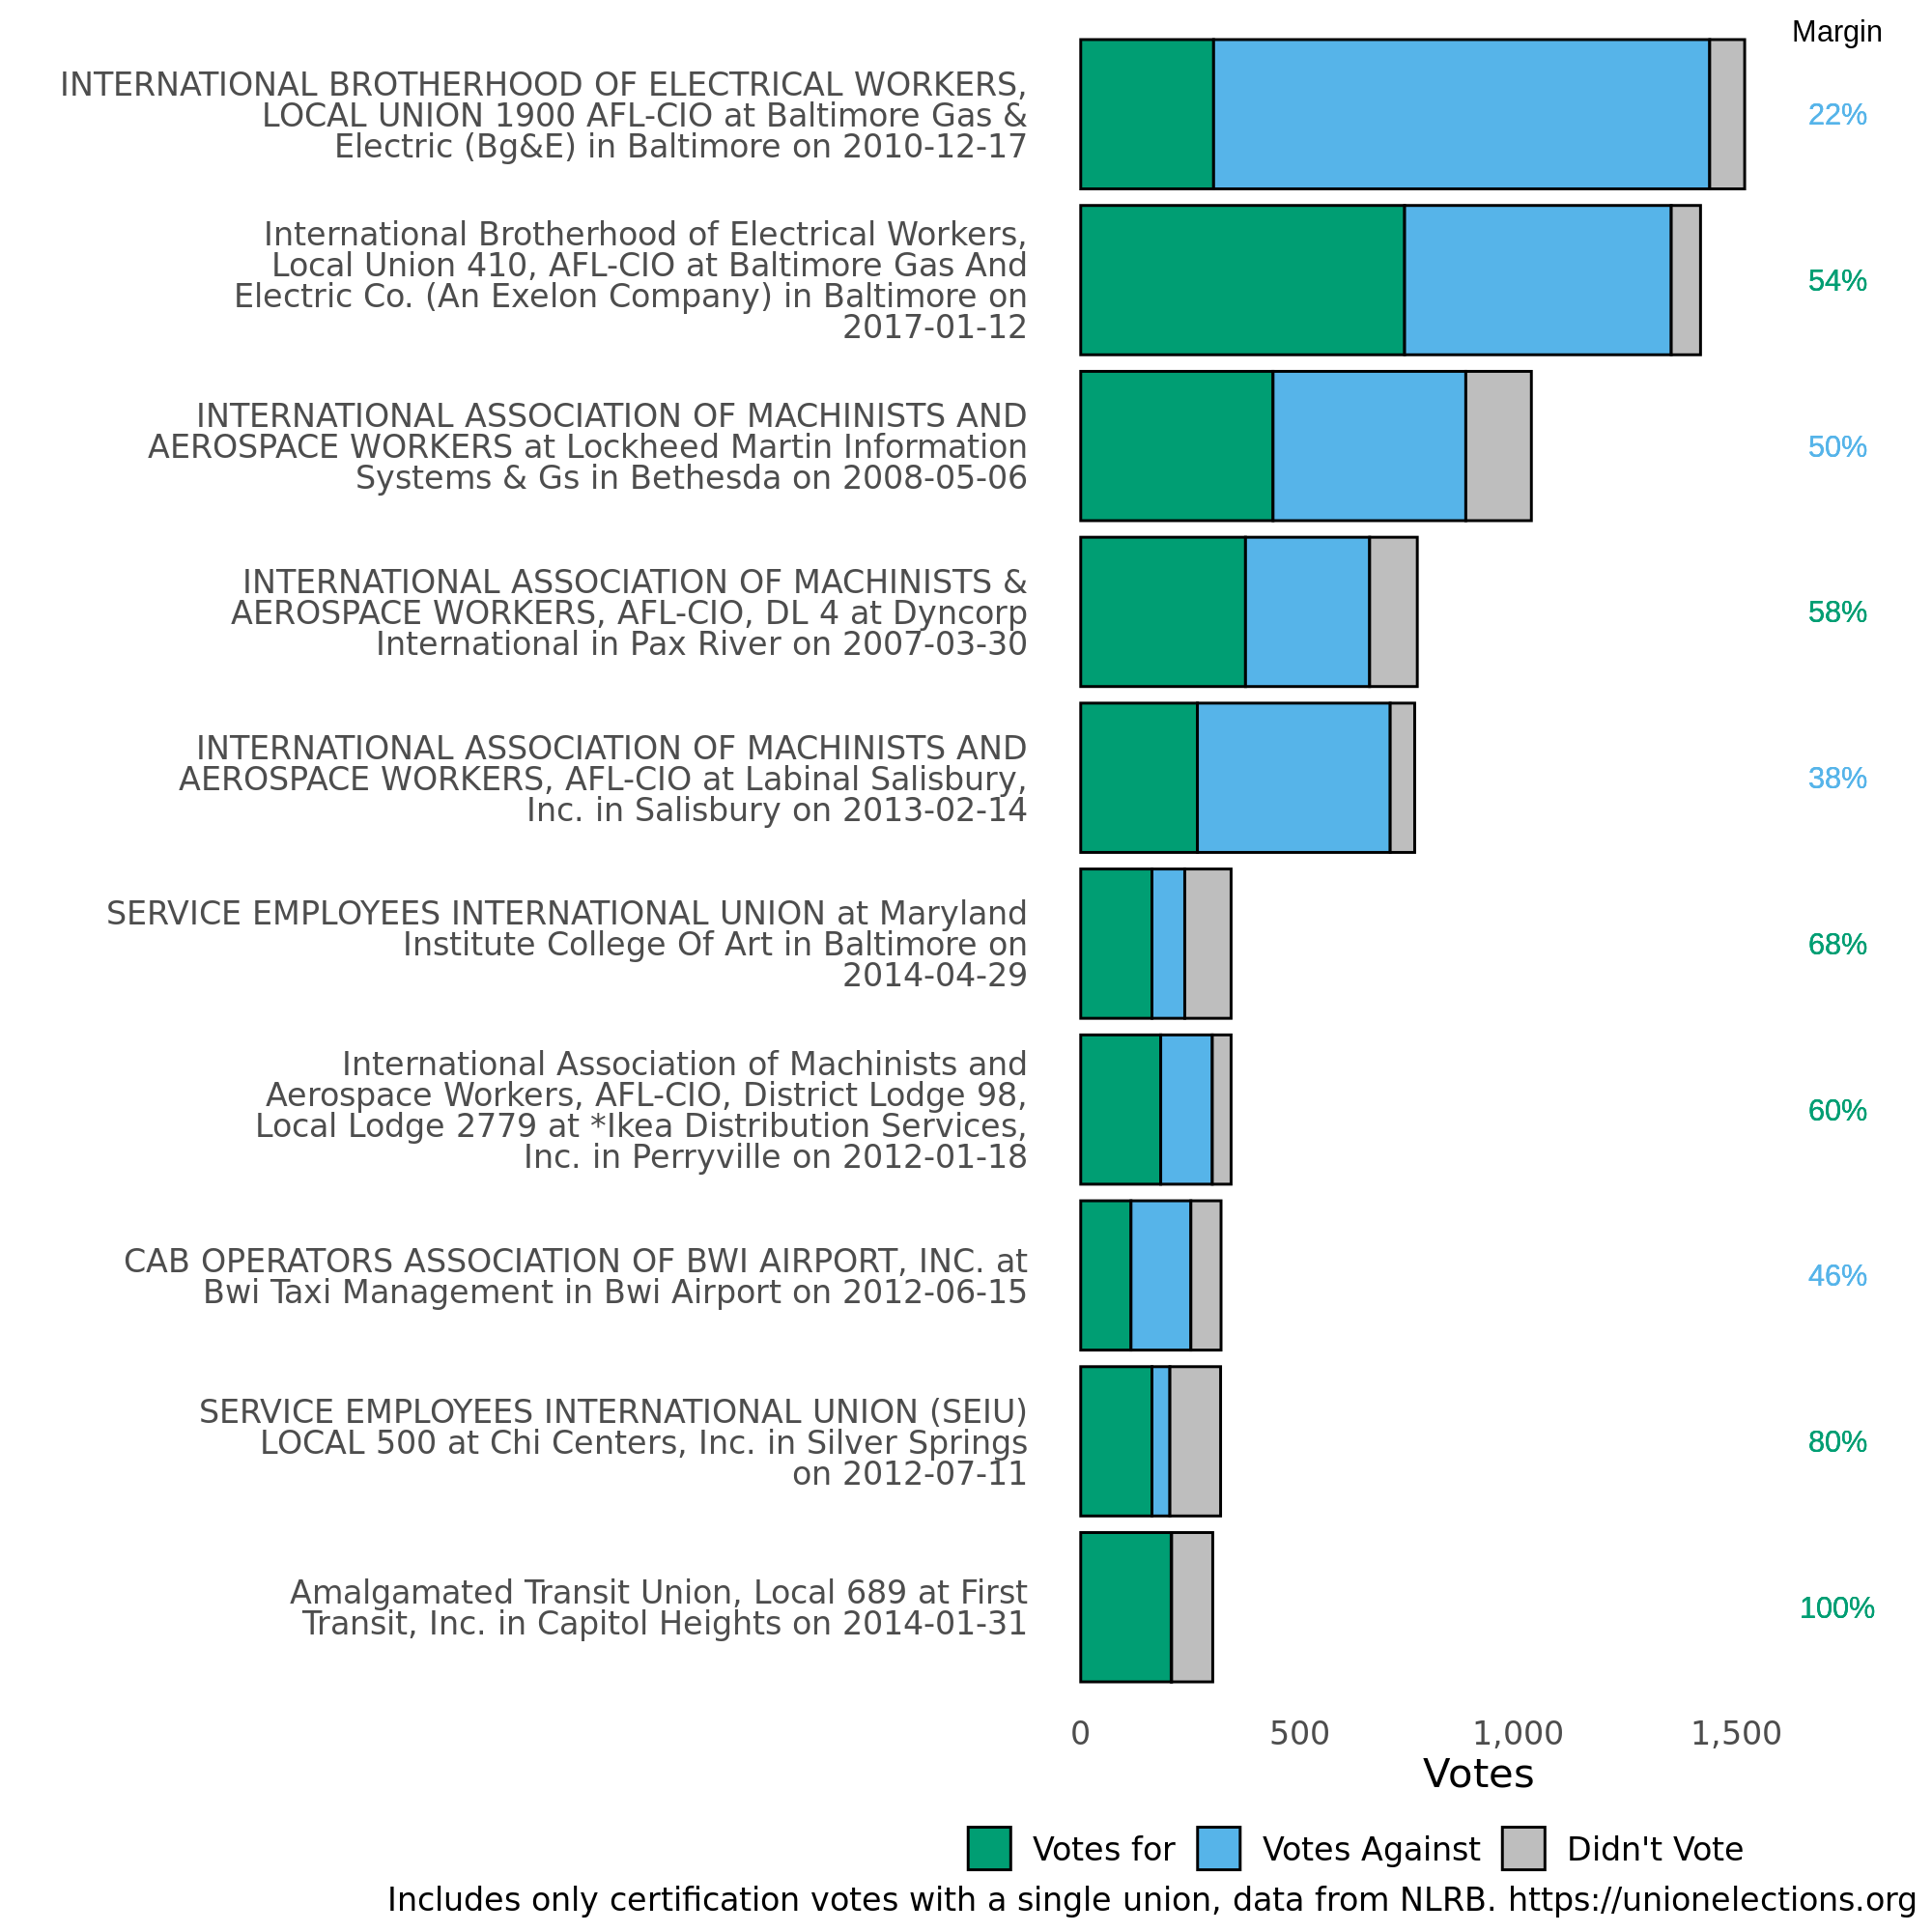 Margin
INTERNATIONAL BROTHERHOOD OF ELECTRICAL WORKERS,
LOCAL UNION 1900 AFL-CIO at Baltimore Gas &
Electric (Bg&E) in Baltimore on 2010-12-17
22%
International Brotherhood of Electrical Workers,
Local Union 410, AFL-CIO at Baltimore Gas And
Electric Co. (An Exelon Company) in Baltimore on
2017-01-12
54%
INTERNATIONAL ASSOCIATION OF MACHINISTS AND
AEROSPACE WORKERS at Lockheed Martin Information
Systems & Gs in Bethesda on 2008-05-06
50%
INTERNATIONAL ASSOCIATION OF MACHINISTS &
AEROSPACE WORKERS, AFL-CIO, DL 4 at Dyncorp
International in Pax River on 2007-03-30
58%
INTERNATIONAL ASSOCIATION OF MACHINISTS AND
AEROSPACE WORKERS, AFL-CIO at Labinal Salisbury,
Inc. in Salisbury on 2013-02-14
38%
SERVICE EMPLOYEES INTERNATIONAL UNION at Maryland
Institute College Of Art in Baltimore on
2014-04-29
68%
International Association of Machinists and
Aerospace Workers, AFL-CIO, District Lodge 98,
Local Lodge 2779 at *Ikea Distribution Services,
Inc. in Perryville on 2012-01-18
60%
CAB OPERATORS ASSOCIATION OF BWI AIRPORT, INC. at
Bwi Taxi Management in Bwi Airport on 2012-06-15
46%
SERVICE EMPLOYEES INTERNATIONAL UNION (SEIU)
LOCAL 500 at Chi Centers, Inc. in Silver Springs
on 2012-07-11
80%
Amalgamated Transit Union, Local 689 at First
Transit, Inc. in Capitol Heights on 2014-01-31
100%
0 500 1,000 1,500
Votes
Votes for Votes Against Didn't Vote
Includes only certification votes with a single union, data from NLRB. https://unionelections.org